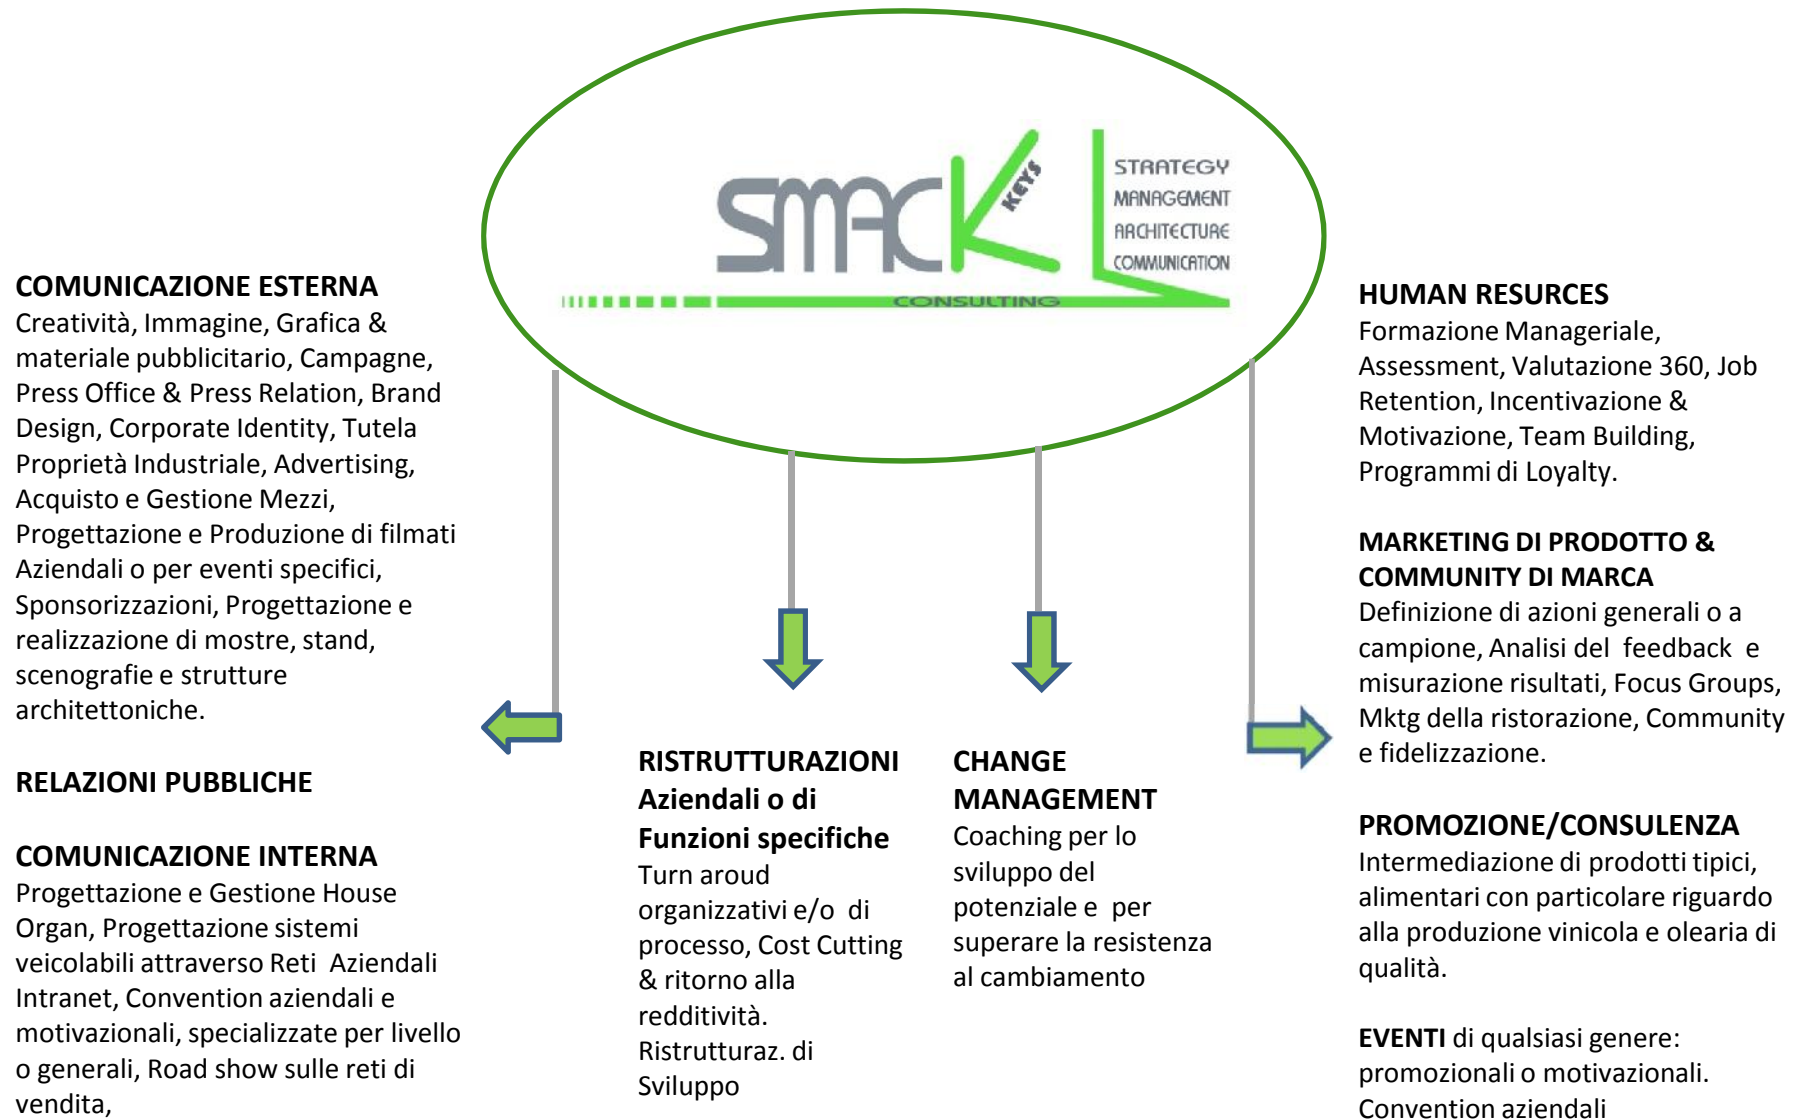 SMACK
KEYS
STRATEGY
MANAGEMENT
ARCHITECTURE
COMMUNICATION
CONSULTING
COMUNICAZIONE ESTERNA
Creatività, Immagine, Grafica &
materiale pubblicitario, Campagne,
Press Office & Press Relation, Brand
Design, Corporate Identity, Tutela
Proprietà Industriale, Advertising,
Acquisto e Gestione Mezzi,
Progettazione e Produzione di filmati
Aziendali o per eventi specifici,
Sponsorizzazioni, Progettazione e
realizzazione di mostre, stand,
scenografie e strutture
architettoniche.
RELAZIONI PUBBLICHE
COMUNICAZIONE INTERNA
Progettazione e Gestione House
Organ, Progettazione sistemi
veicolabili attraverso Reti Aziendali
Intranet, Convention aziendali e
motivazionali, specializzate per livello
o generali, Road show sulle reti di
vendita,
RISTRUTTURAZIONI
Aziendali o di
Funzioni specifiche
Turn aroud
organizzativi e/o di
processo, Cost Cutting
& ritorno alla
redditività.
Ristrutturaz. di
Sviluppo
CHANGE
MANAGEMENT
Coaching per lo
sviluppo del
potenziale e per
superare la resistenza
al cambiamento
HUMAN RESURCES
Formazione Manageriale,
Assessment, Valutazione 360, Job
Retention, Incentivazione &
Motivazione, Team Building,
Programmi di Loyalty.
MARKETING DI PRODOTTO &
COMMUNITY DI MARCA
Definizione di azioni generali o a
campione, Analisi del feedback e
misurazione risultati, Focus Groups,
Mktg della ristorazione, Community
e fidelizzazione.
PROMOZIONE/CONSULENZA
Intermediazione di prodotti tipici,
alimentari con particolare riguardo
alla produzione vinicola e olearia di
qualità.
EVENTI di qualsiasi genere:
promozionali o motivazionali.
Convention aziendali